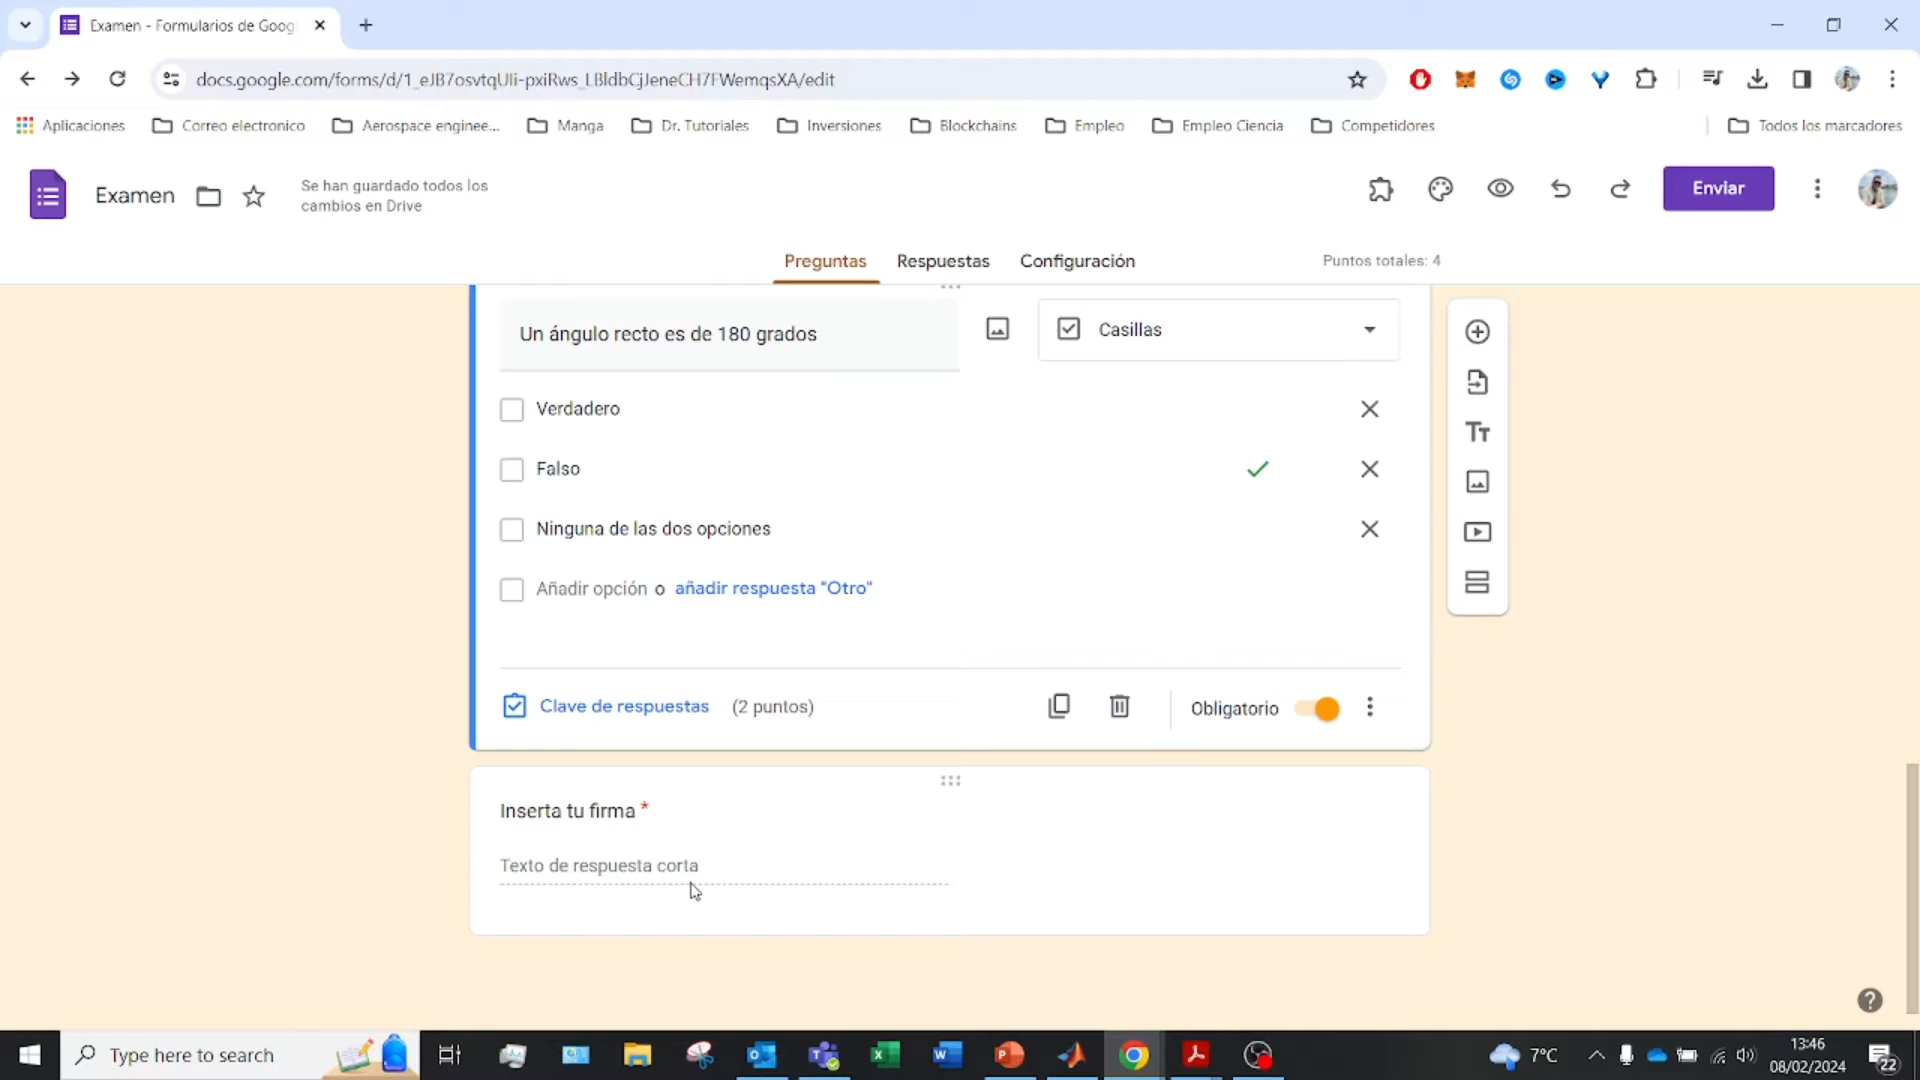 Examen - Formularios de Goog
docs.google.com/forms/d/1_eJB7osvtqUli-pxiRws_LBldbCjJeneCH7FWemqsXA/edit
Aplicaciones
Correo electronico
Aerospace enginee...
Manga
Dr. Tutoriales
Inversiones
Blockchains
Empleo
Empleo Ciencia
Competidores
Todos los marcadores
Examen
Se han guardado todos los
cambios en Drive
Enviar
Preguntas
Respuestas
Configuración
Puntos totales: 4
Un ángulo recto es de 180 grados
Casillas
Verdadero
Falso
Ninguna de las dos opciones
Añadir opción o añadir respuesta "Otro"
Clave de respuestas (2 puntos)
Obligatorio
Inserta tu firma *
Texto de respuesta corta
Type here to search
7°C
13:46
08/02/2024
22